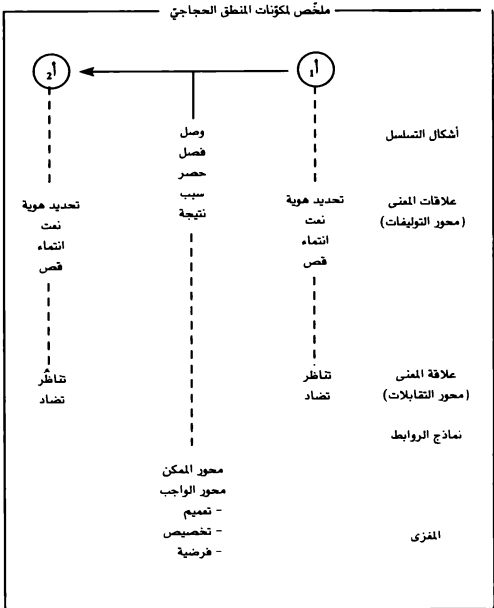 ملخّص لمكوّنات المنطق الحجاجيّ
أ1
أ2
أشكال التسلسل
وصل
فصل
حصر
سبب
نتيجة
علاقات المعنى
(محور التوليفات)
تحديد هوية
نعت
انتماء
قص
تحديد هوية
نعت
انتماء
قص
علاقة المعنى
(محور التقابلات)
تناظر
تضاد
تناظر
تضاد
نماذج الروابط
محور الممكن
محور الواجب
المغزى
- تعميم
- تخصيص
- فرضية